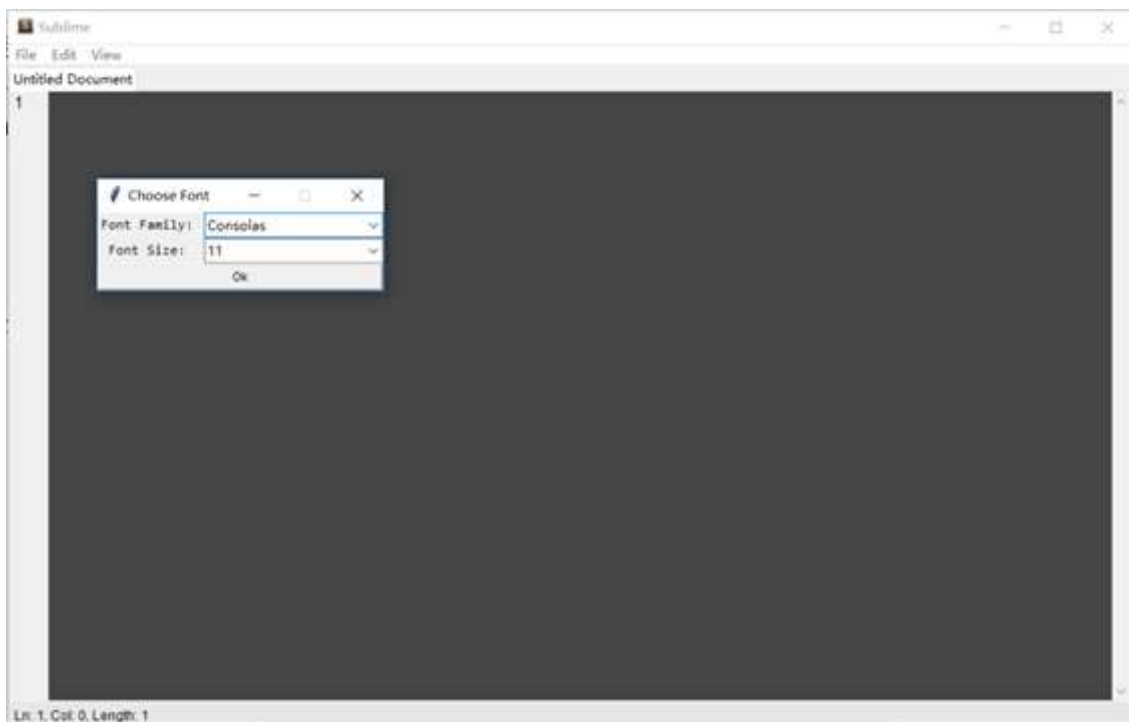 Sublime
File Edit View
Untitled Document
1
Choose Font
Font Family: Consolas
Font Size: 11
Ok
Ln: 1, Col: 0, Length: 1